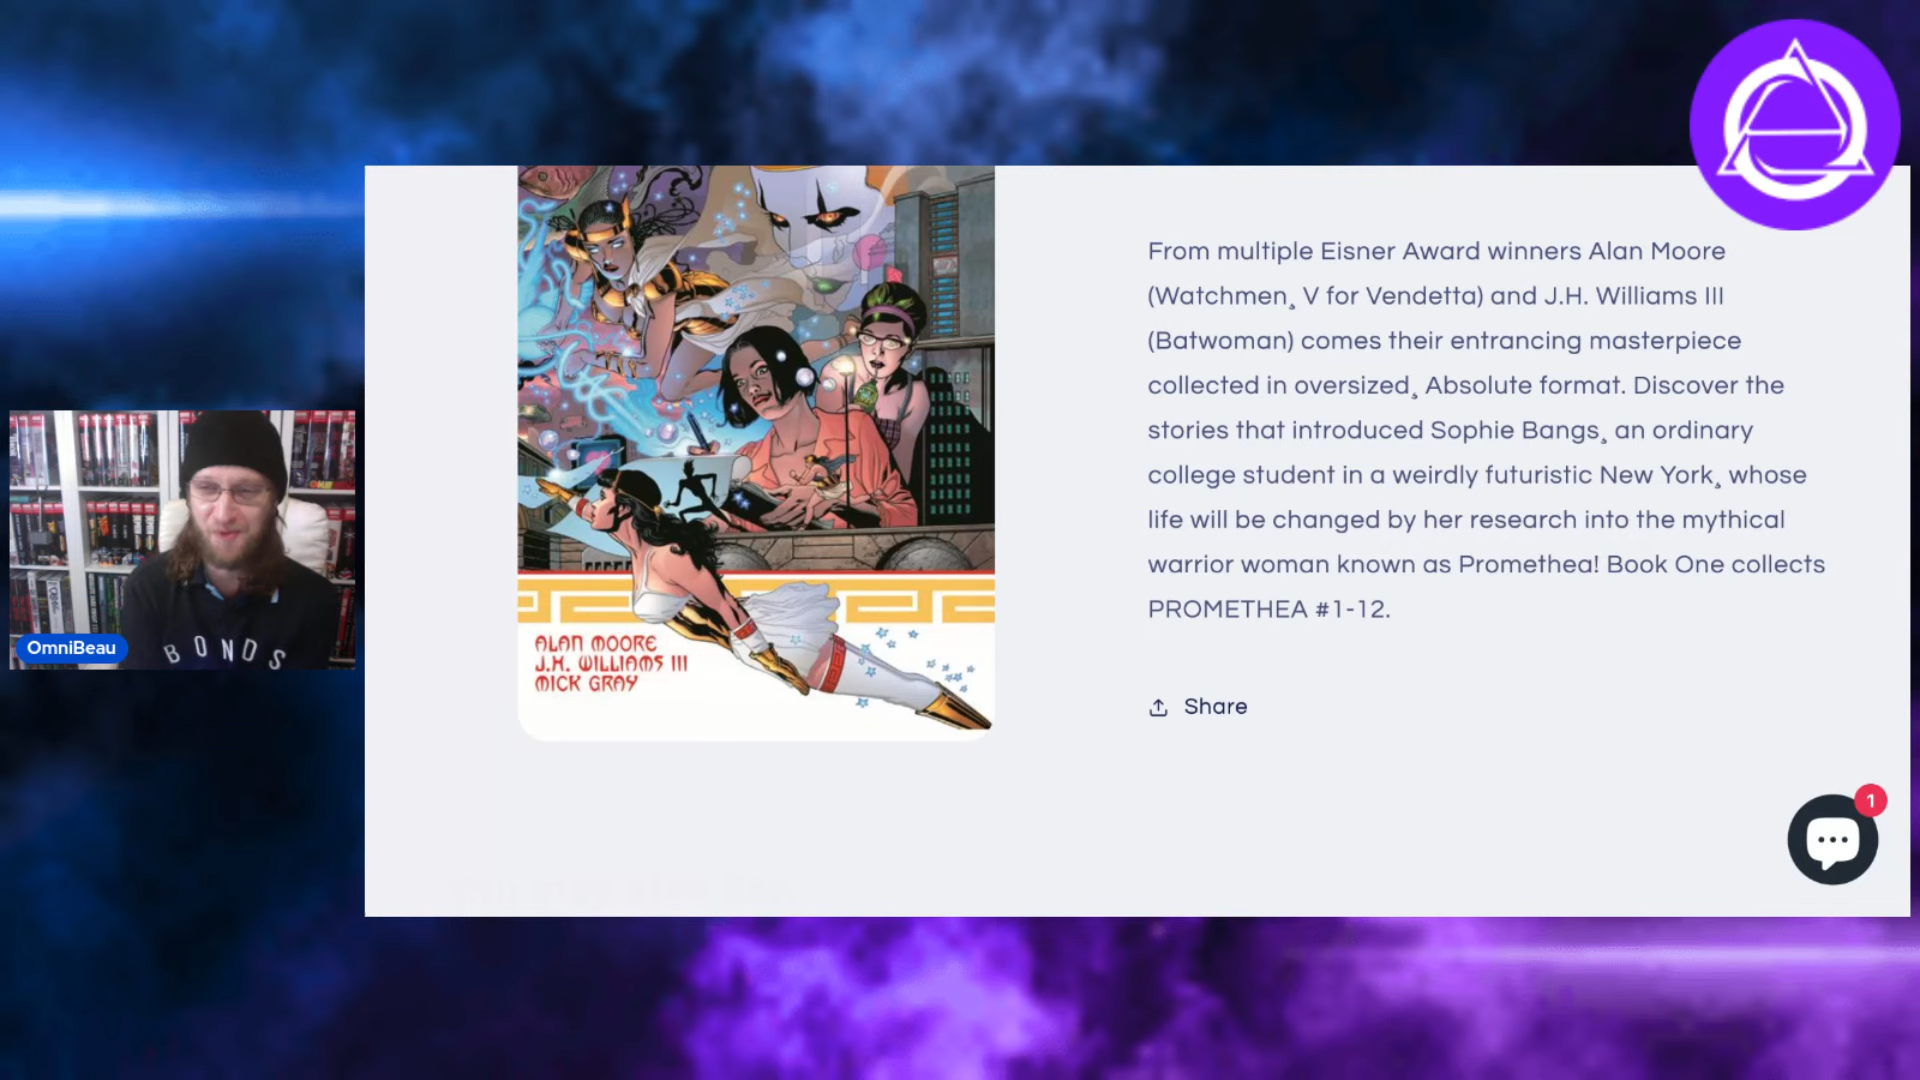 From multiple Eisner Award winners Alan Moore
(Watchmen¸ V for Vendetta) and J.H. Williams III
(Batwoman) comes their entrancing masterpiece
collected in oversized¸ Absolute format. Discover the
stories that introduced Sophie Bangs¸ an ordinary
college student in a weirdly futuristic New York¸ whose
life will be changed by her research into the mythical
warrior woman known as Promethea! Book One collects
PROMETHEA #1-12.
ALAN MOORE
J.H. WILLIAMS III
MICK GRAY
OmniBeau
BONDS
Share
1